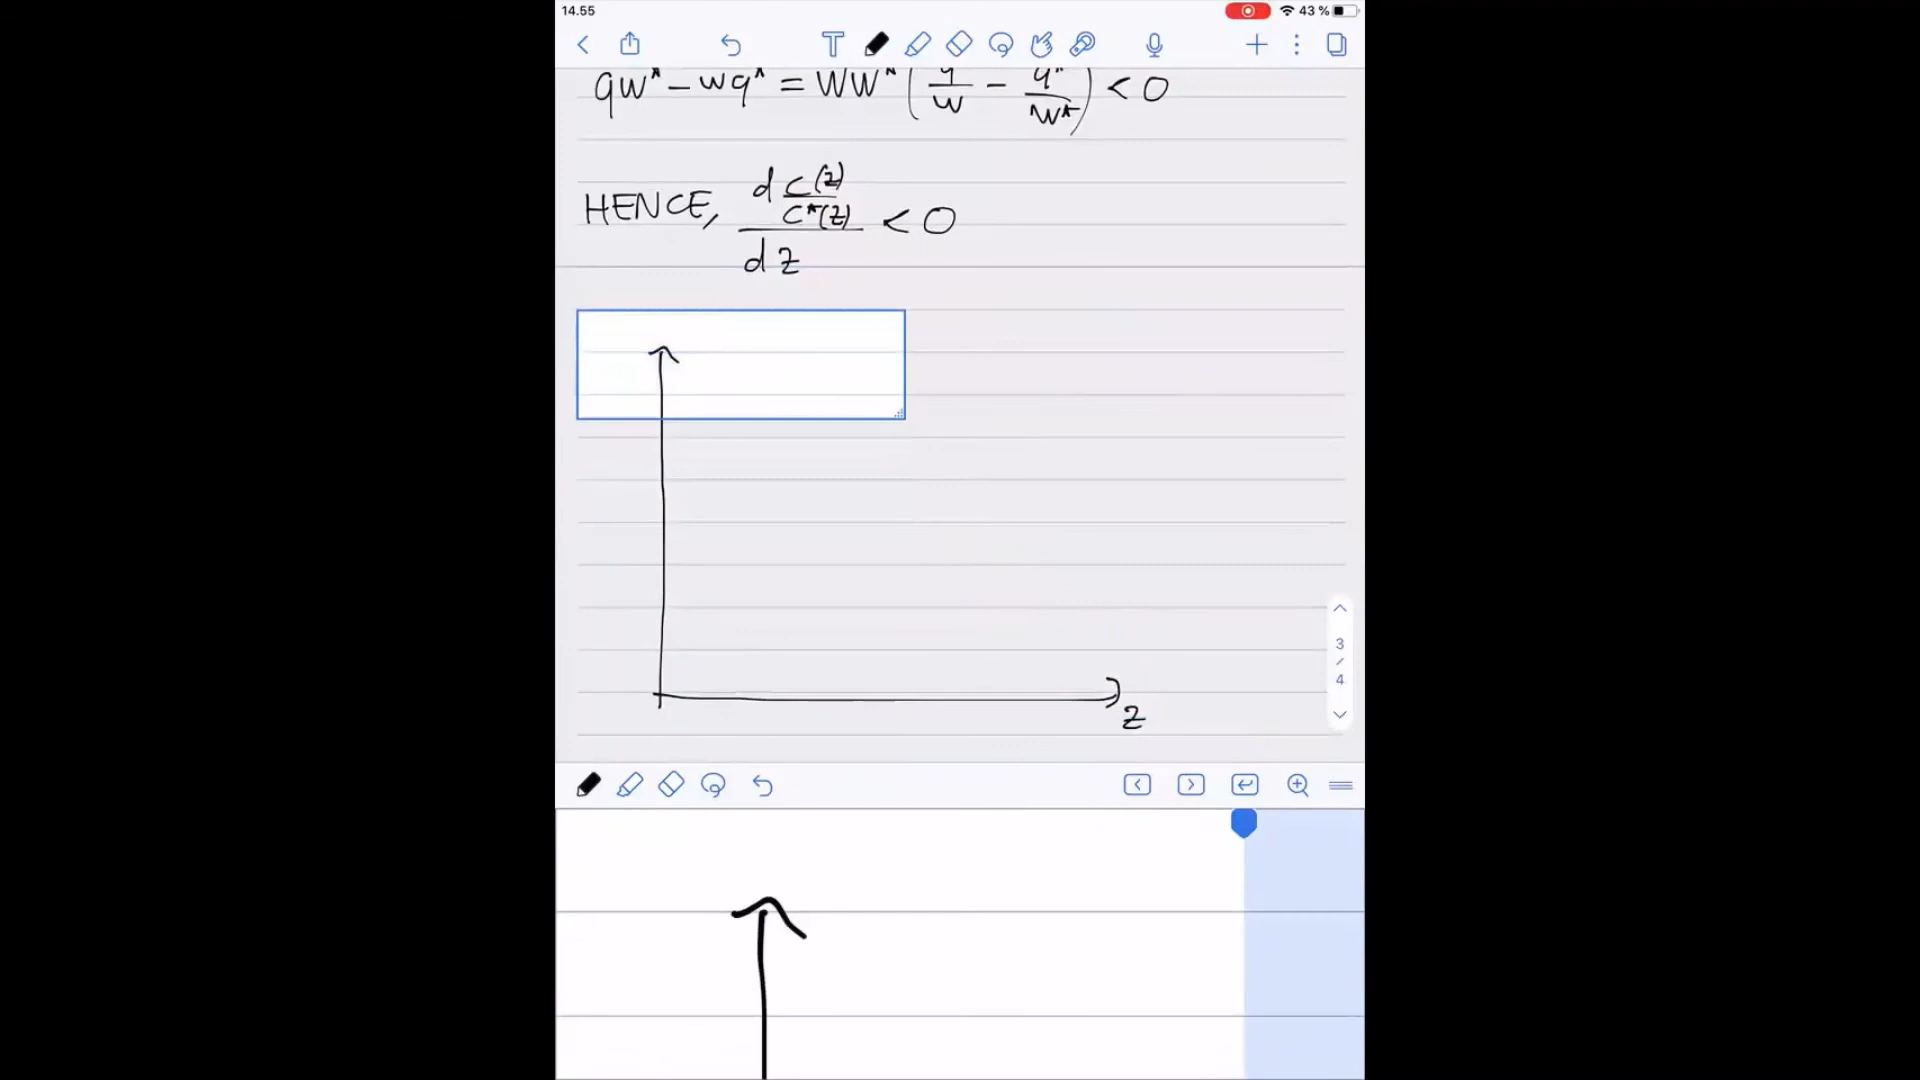 14.55 43 %
qw* - wq* = WW* ( q/w - q*/w* ) < 0
HENCE, d C(z)/C*(z) / dz < 0
3
/
4
z